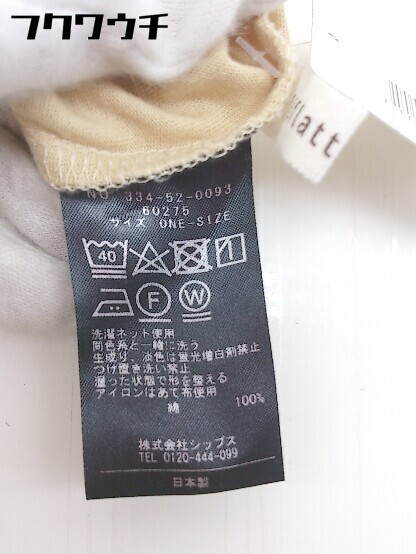 フクワウチ
flatt
NO 334-52-0093
60275
サイズ ONE-SIZE
40
F W
洗濯ネット使用
同色系と一緒に洗う
生成り、淡色は蛍光増白剤禁止
つけ置き洗い禁止
湿った状態で形を整える
アイロンはあて布使用
綿 100%
株式会社シップス
TEL 0120-444-099
日本製